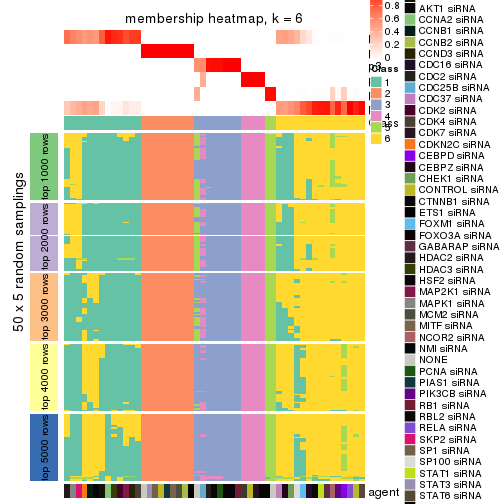 membership heatmap, k = 6
50 x 5 random samplings
top 1000 rows
top 2000 rows
top 3000 rows
top 4000 rows
top 5000 rows
0.8
0.6
0.4
0.2
0
Class
1
2
3
4
5
6
agent
AKT1 siRNA
CCNA2 siRNA
CCNB1 siRNA
CCNB2 siRNA
CCND3 siRNA
CDC16 siRNA
CDC2 siRNA
CDC25B siRNA
CDC37 siRNA
CDK2 siRNA
CDK4 siRNA
CDK7 siRNA
CDKN2C siRNA
CEBPD siRNA
CEBPZ siRNA
CHEK1 siRNA
CONTROL siRNA
CTNNB1 siRNA
ETS1 siRNA
FOXM1 siRNA
FOXO3A siRNA
GABARAP siRNA
HDAC2 siRNA
HDAC3 siRNA
HSF2 siRNA
MAP2K1 siRNA
MAPK1 siRNA
MCM2 siRNA
MITF siRNA
NCOR2 siRNA
NMI siRNA
NONE
PCNA siRNA
PIAS1 siRNA
PIK3CB siRNA
RB1 siRNA
RBL2 siRNA
RELA siRNA
SKP2 siRNA
SP1 siRNA
SP100 siRNA
STAT1 siRNA
STAT3 siRNA
STAT6 siRNA